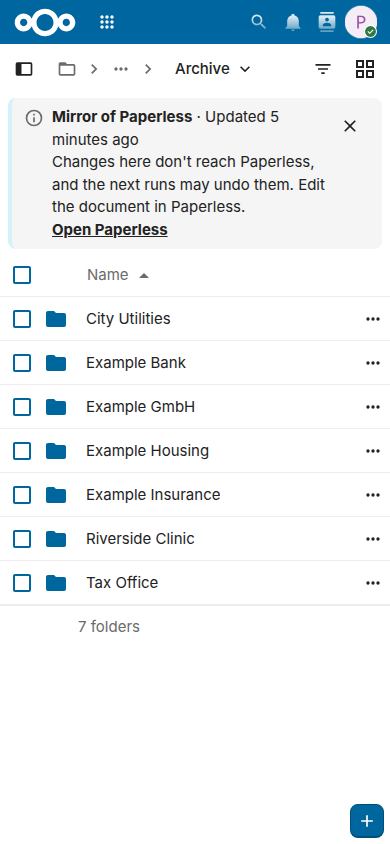 P
Archive
Mirror of Paperless · Updated 5
minutes ago
Changes here don't reach Paperless,
and the next runs may undo them. Edit
the document in Paperless.
Open Paperless
Name
City Utilities
Example Bank
Example GmbH
Example Housing
Example Insurance
Riverside Clinic
Tax Office
7 folders